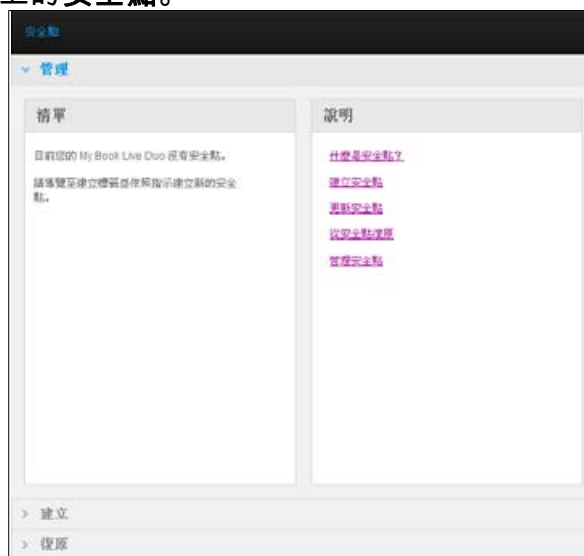 上的安全點。
安全點
管理
清單
目前您的 My Book Live Duo 沒有安全點。
請導覽至建立標籤並依照指示建立新的安全
點。
說明
什麼是安全點?
建立安全點
更新安全點
從安全點復原
管理安全點
建立
復原